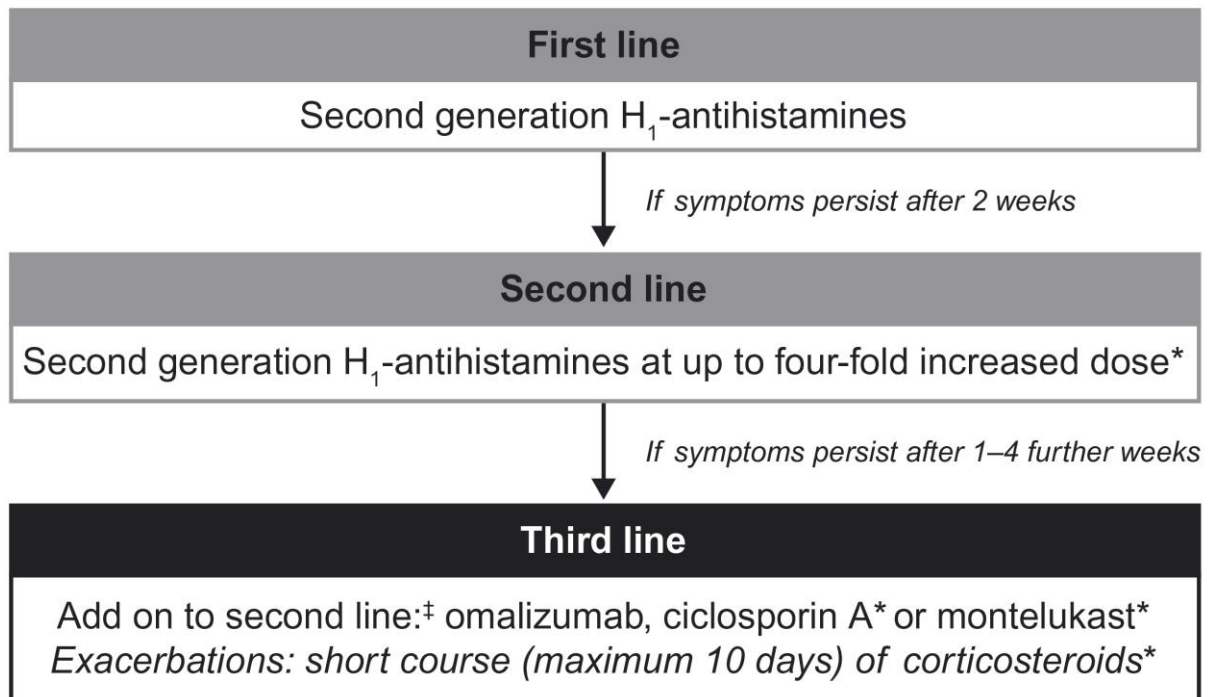 First line
Second generation H₁-antihistamines
If symptoms persist after 2 weeks
Second line
Second generation H₁-antihistamines at up to four-fold increased dose*
If symptoms persist after 1–4 further weeks
Third line
Add on to second line:‡ omalizumab, ciclosporin A* or montelukast*
Exacerbations: short course (maximum 10 days) of corticosteroids*